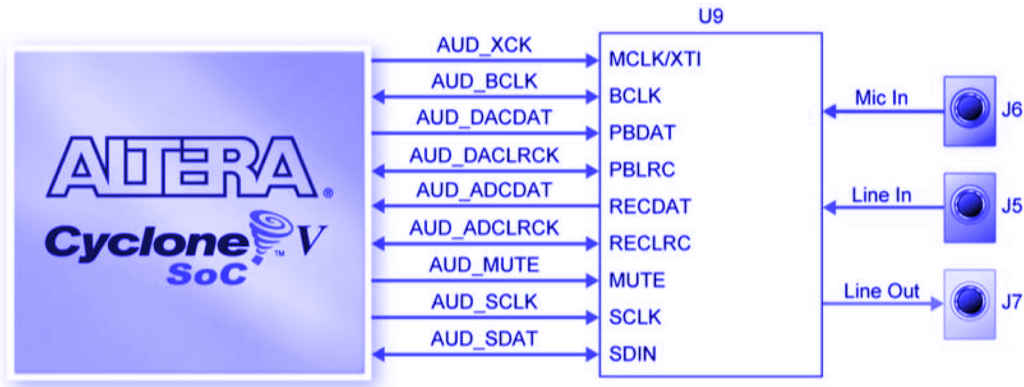 U9
ALTERA®
Cyclone™ V
SoC
AUD_XCK
AUD_BCLK
AUD_DACDAT
AUD_DACLRCK
AUD_ADCDAT
AUD_ADCLRCK
AUD_MUTE
AUD_SCLK
AUD_SDAT
MCLK/XTI
BCLK
PBDAT
PBLRC
RECDAT
RECLRC
MUTE
SCLK
SDIN
Mic In
J6
Line In
J5
Line Out
J7